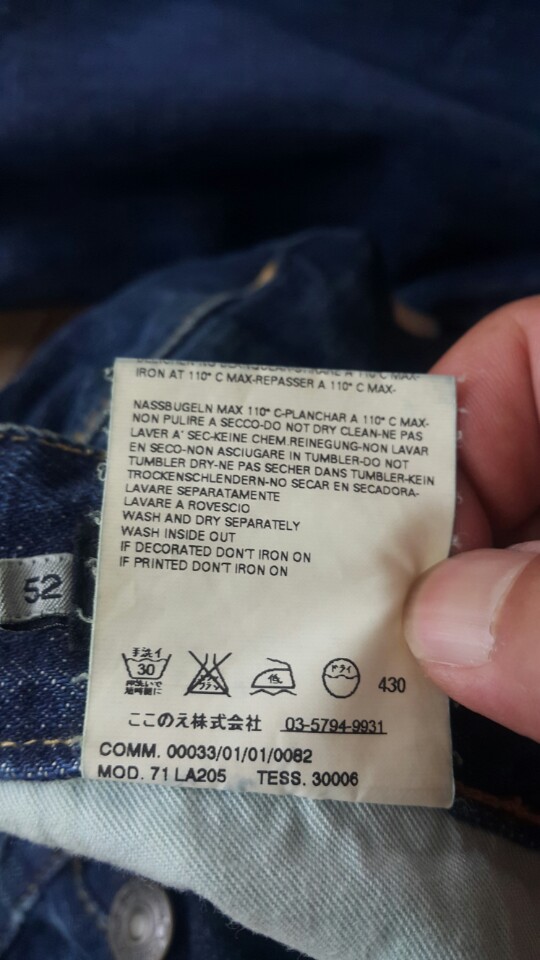 IRON AT 110° C MAX-REPASSER A 110° C MAX-
NASSBUGELN MAX 110° C-PLANCHAR A 110° C MAX-
NON PULIRE A SECCO-DO NOT DRY CLEAN-NE PAS
LAVER A' SEC-KEINE CHEM.REINEGUNG-NON LAVAR
EN SECO-NON ASCIUGARE IN TUMBLER-DO NOT
TUMBLER DRY-NE PAS SECHER DANS TUMBLER-KEIN
TROCKENSCHLENDERN-NO SECAR EN SECADORA-
LAVARE SEPARATAMENTE
LAVARE A ROVESCIO
WASH AND DRY SEPARATELY
WASH INSIDE OUT
IF DECORATED DON'T IRON ON
IF PRINTED DON'T IRON ON
52
手洗イ
30
低
ドライ
430
ここのえ株式会社 03-5794-9931
COMM. 00033/01/01/0082
MOD. 71 LA205 TESS. 30006